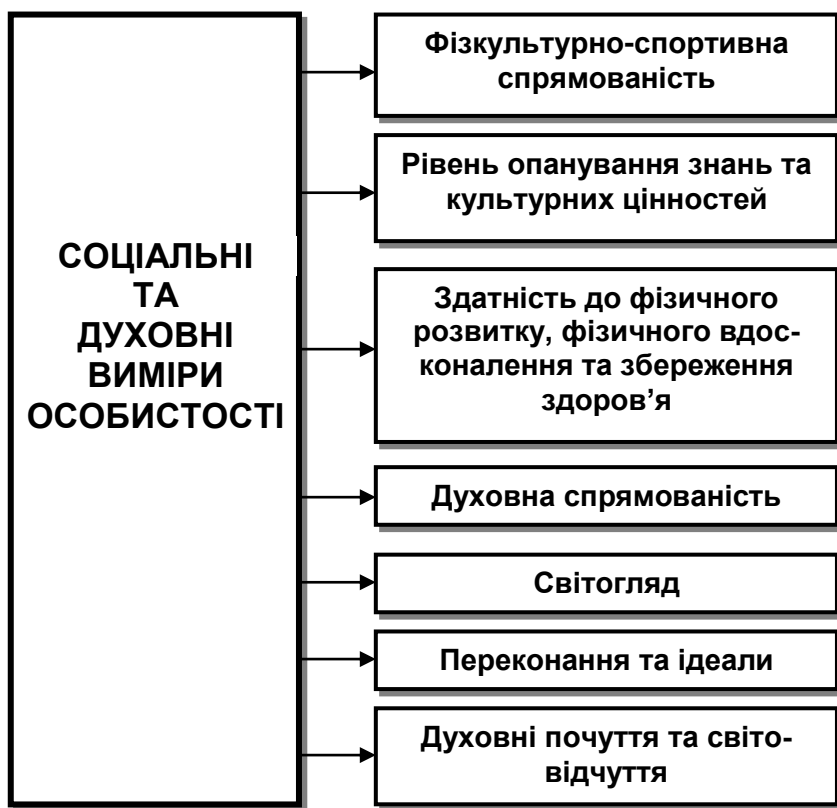 СОЦІАЛЬНІ
ТА
ДУХОВНІ
ВИМІРИ
ОСОБИСТОСТІ
Фізкультурно-спортивна
спрямованість
Рівень опанування знань та
культурних цінностей
Здатність до фізичного
розвитку, фізичного вдос-
коналення та збереження
здоров’я
Духовна спрямованість
Світогляд
Переконання та ідеали
Духовні почуття та світо-
відчуття